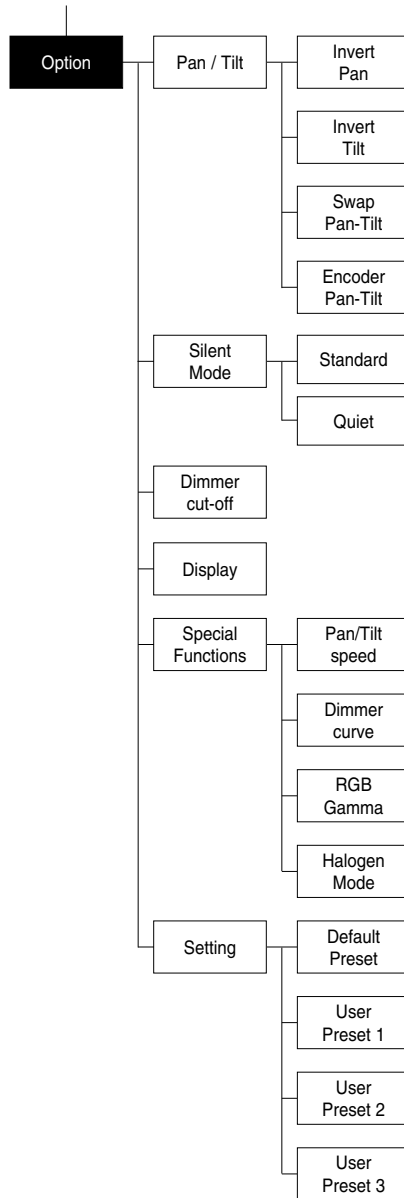 Option
Pan / Tilt
Invert
Pan
Invert
Tilt
Swap
Pan-Tilt
Encoder
Pan-Tilt
Silent
Mode
Standard
Quiet
Dimmer
cut-off
Display
Special
Functions
Pan/Tilt
speed
Dimmer
curve
RGB
Gamma
Halogen
Mode
Setting
Default
Preset
User
Preset 1
User
Preset 2
User
Preset 3